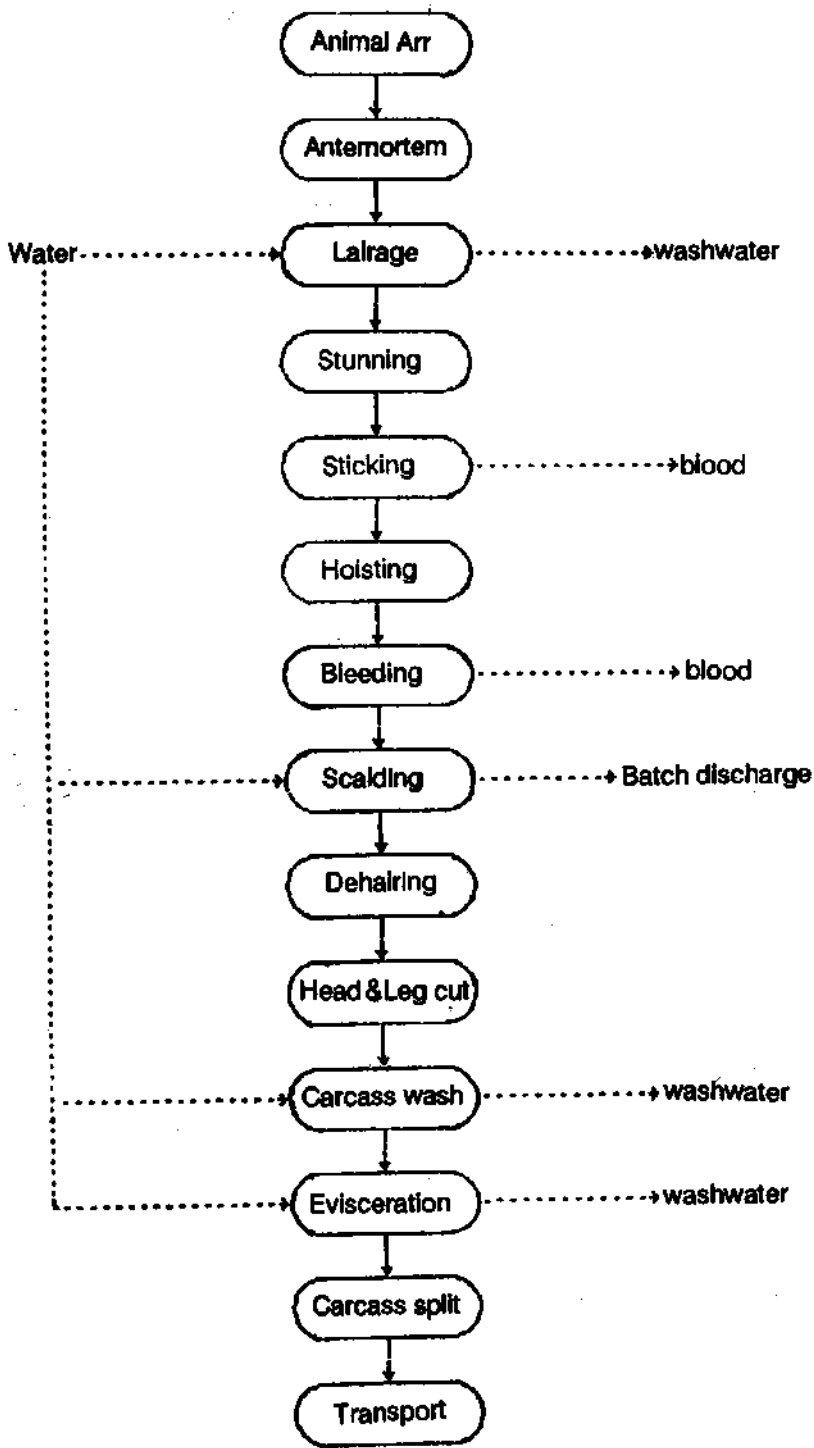 Animal Arr
Antemortem
Water
Lairage
washwater
Stunning
Sticking
blood
Hoisting
Bleeding
blood
Scalding
Batch discharge
Dehairing
Head &Leg cut
Carcass wash
washwater
Evisceration
washwater
Carcass split
Transport